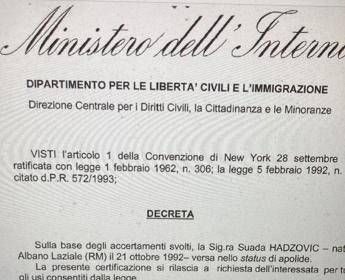 Ministero dell'Intern
DIPARTIMENTO PER LE LIBERTA' CIVILI E L'IMMIGRAZIONE
Direzione Centrale per i Diritti Civili, la Cittadinanza e le Minoranze
VISTI l'articolo 1 della Convenzione di New York 28 settembre
ratificata con legge 1 febbraio 1962, n. 306; la legge 5 febbraio 1992, n.
citato d.P.R. 572/1993;
DECRETA
Sulla base degli accertamenti svolti, la Sig.ra Suada HADZOVIC – nat
Albano Laziale (RM) il 21 ottobre 1992– versa nello status di apolide.
La presente certificazione si rilascia a richiesta dell'interessata per t
gli usi consentiti dalla legge.